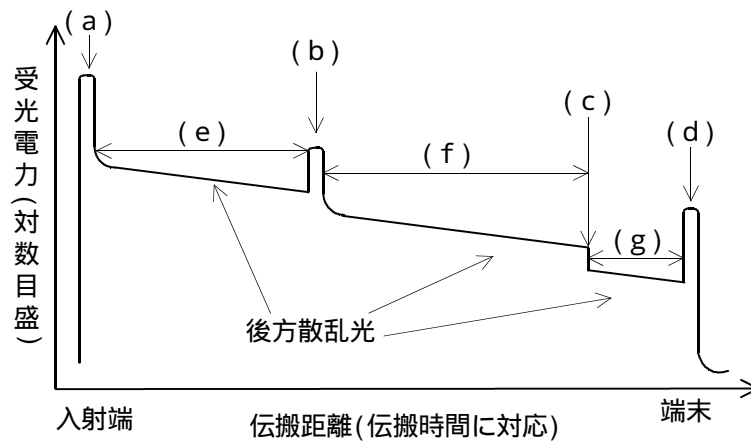 (a)
(b)
(c)
(d)
(e)
(f)
(g)
受光電力(対数目盛)
後方散乱光
入射端
伝搬距離(伝搬時間に対応)
端末